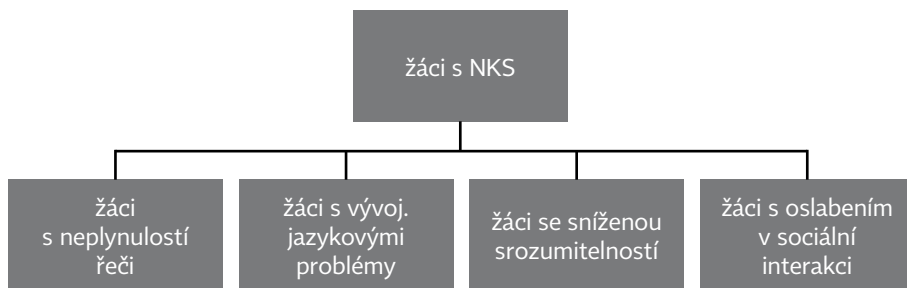 žáci s NKS
žáci
s neplynulostí
řeči
žáci s vývoj.
jazykovými
problémy
žáci se sníženou
srozumitelností
žáci s oslabením
v sociální
interakci